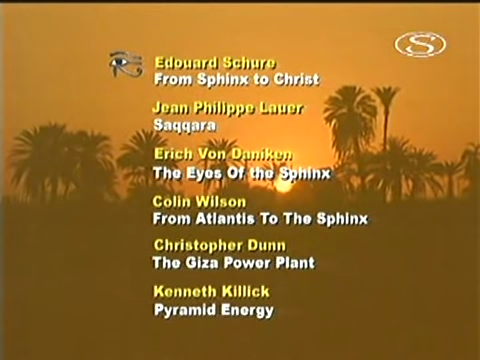 S
Edouard Schure
From Sphinx to Christ
Jean Philippe Lauer
Saqqara
Erich Von Daniken
The Eyes Of the Sphinx
Colin Wilson
From Atlantis To The Sphinx
Christopher Dunn
The Giza Power Plant
Kenneth Killick
Pyramid Energy